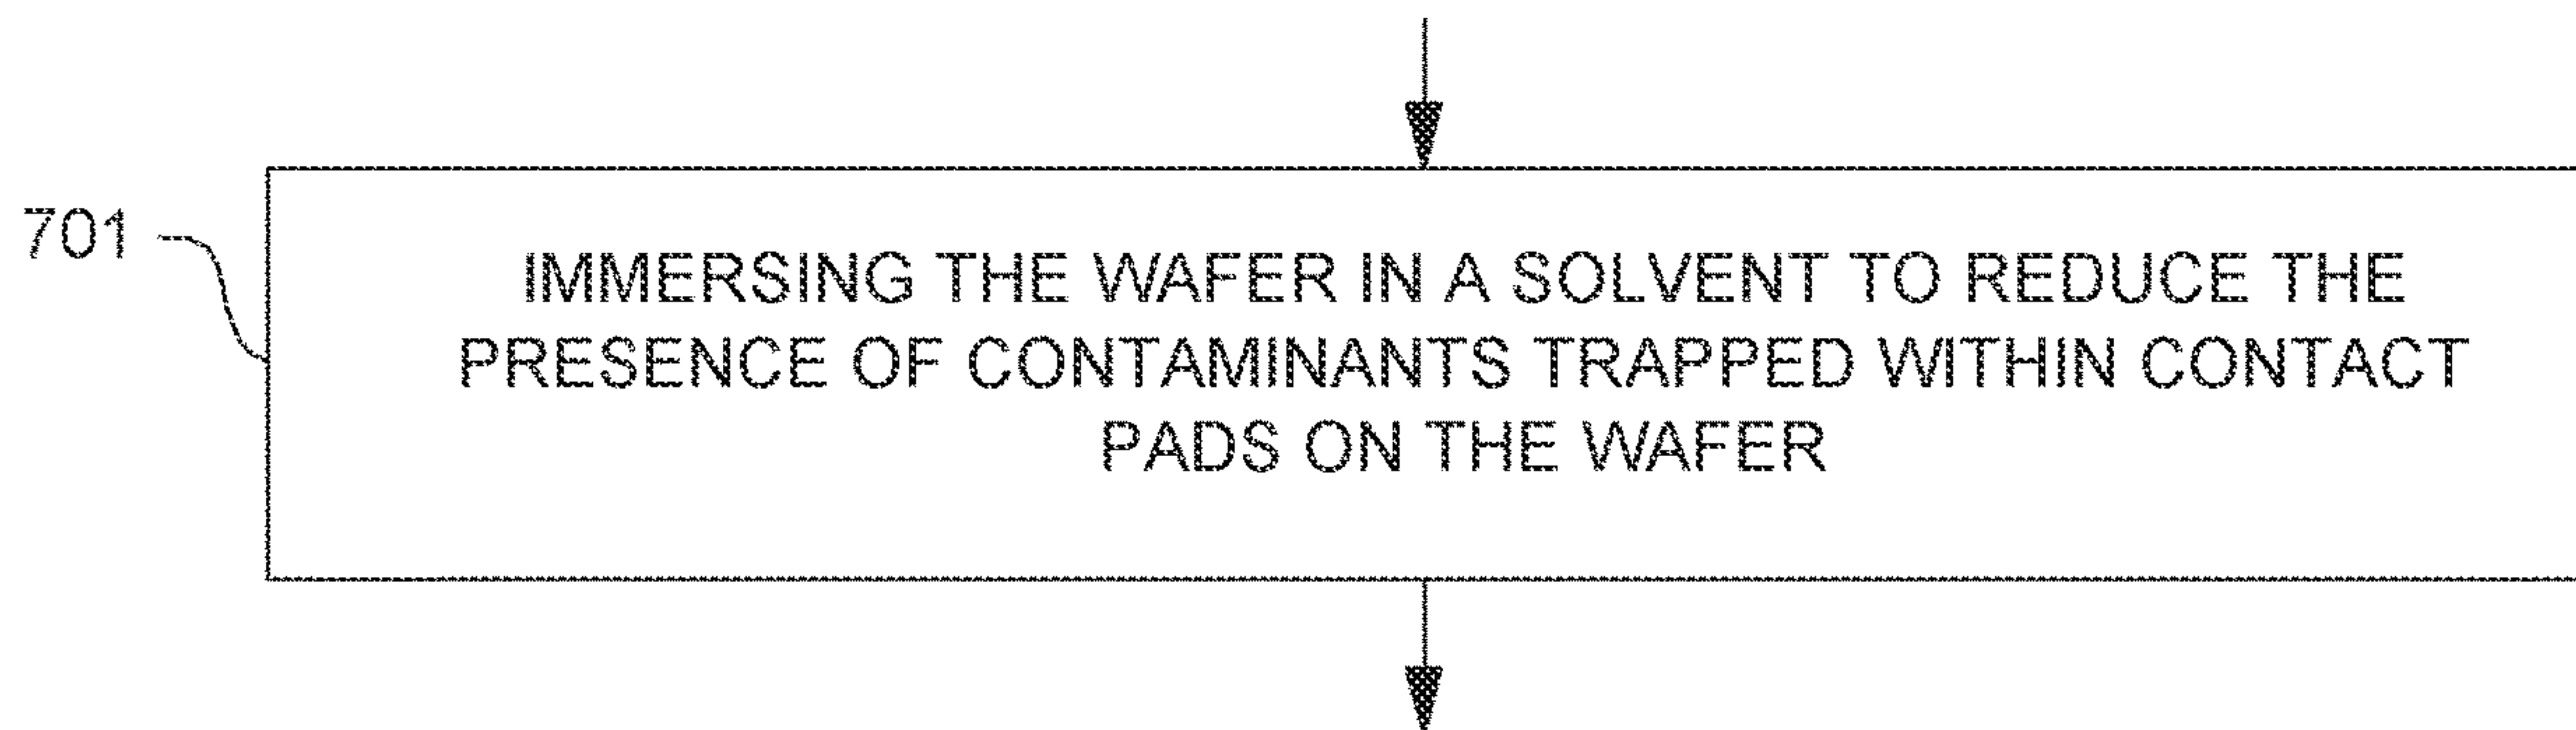 701
IMMERSING THE WAFER IN A SOLVENT TO REDUCE THE
PRESENCE OF CONTAMINANTS TRAPPED WITHIN CONTACT
PADS ON THE WAFER